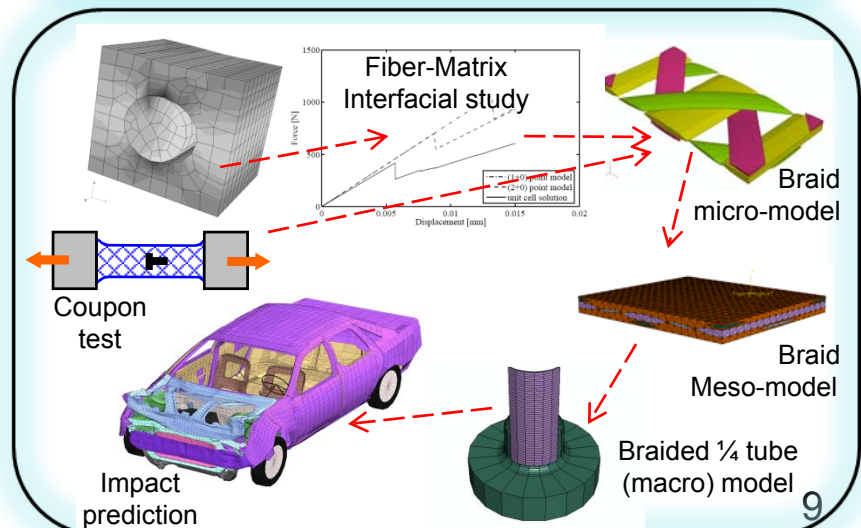 Fiber-Matrix
Interfacial study
1500
1000
500
0
0
0.005
0.01
0.015
0.02
Force [N]
Displacement [mm]
(1+0) point model
(2+0) point model
unit cell solution
Braid
micro-model
Coupon
test
Braid
Meso-model
Braided ¼ tube
(macro) model
Impact
prediction
9